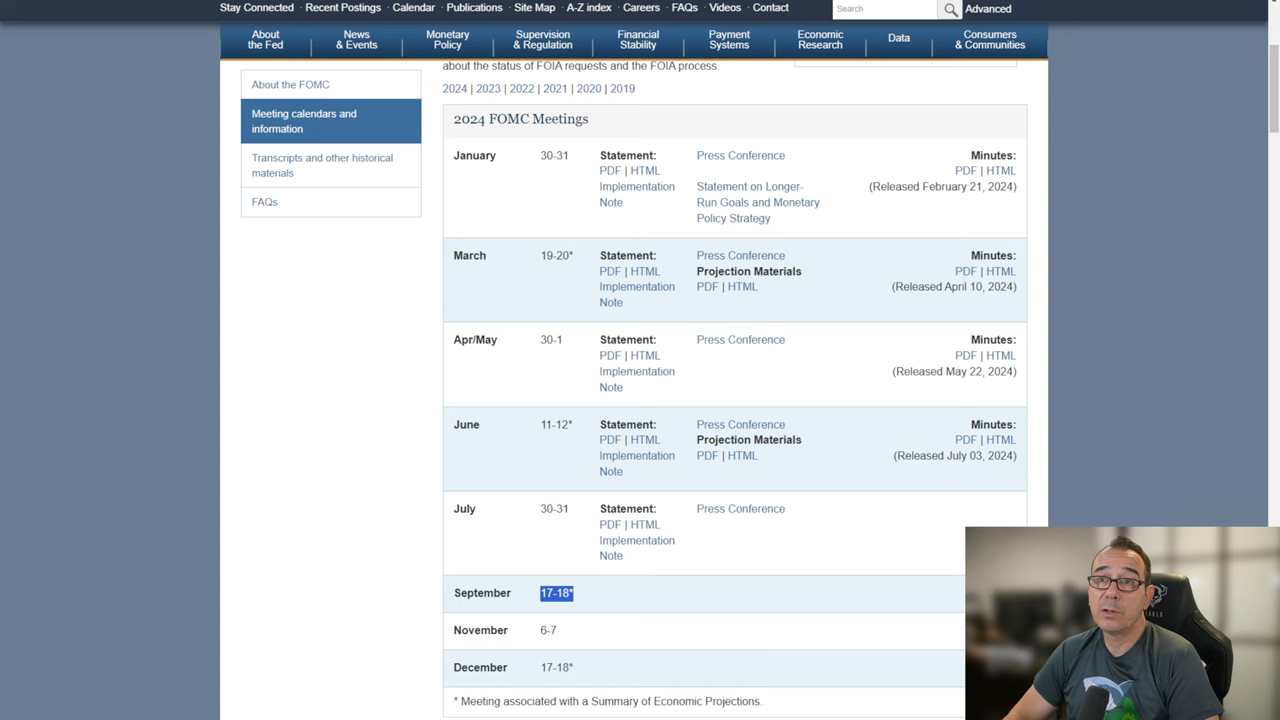 Stay Connected · Recent Postings · Calendar · Publications · Site Map · A-Z index · Careers · FAQs · Videos · Contact
Search
Advanced
About
the Fed
News
& Events
Monetary
Policy
Supervision
& Regulation
Financial
Stability
Payment
Systems
Economic
Research
Data
Consumers
& Communities
About the FOMC
Meeting calendars and
information
Transcripts and other historical
materials
FAQs
about the status of FOIA requests and the FOIA process.
2024 | 2023 | 2022 | 2021 | 2020 | 2019
2024 FOMC Meetings
January 30-31 Statement: Press Conference Minutes:
PDF | HTML PDF | HTML
Implementation Statement on Longer- (Released February 21, 2024)
Note Run Goals and Monetary
Policy Strategy
March 19-20* Statement: Press Conference Minutes:
PDF | HTML Projection Materials PDF | HTML
Implementation PDF | HTML (Released April 10, 2024)
Note
Apr/May 30-1 Statement: Press Conference Minutes:
PDF | HTML PDF | HTML
Implementation (Released May 22, 2024)
Note
June 11-12* Statement: Press Conference Minutes:
PDF | HTML Projection Materials PDF | HTML
Implementation PDF | HTML (Released July 03, 2024)
Note
July 30-31 Statement: Press Conference
PDF | HTML
Implementation
Note
September 17-18*
November 6-7
December 17-18*
* Meeting associated with a Summary of Economic Projections.